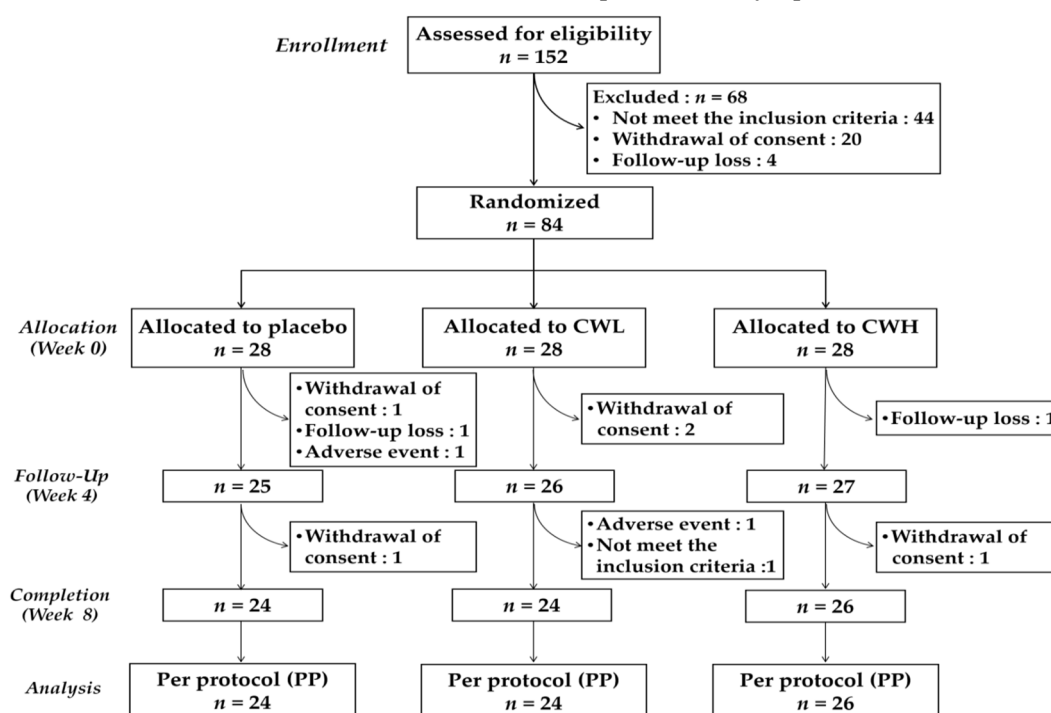 Enrollment
Assessed for eligibility
n = 152
Excluded : n = 68
• Not meet the inclusion criteria : 44
• Withdrawal of consent : 20
• Follow-up loss : 4
Randomized
n = 84
Allocation
(Week 0)
Allocated to placebo
n = 28
Allocated to CWL
n = 28
Allocated to CWH
n = 28
•Withdrawal of
consent : 1
•Follow-up loss : 1
•Adverse event : 1
•Withdrawal of
consent : 2
•Follow-up loss : 1
Follow-Up
(Week 4)
n = 25
n = 26
n = 27
•Withdrawal of
consent : 1
•Adverse event : 1
•Not meet the
inclusion criteria :1
•Withdrawal of
consent : 1
Completion
(Week 8)
n = 24
n = 24
n = 26
Analysis
Per protocol (PP)
n = 24
Per protocol (PP)
n = 24
Per protocol (PP)
n = 26